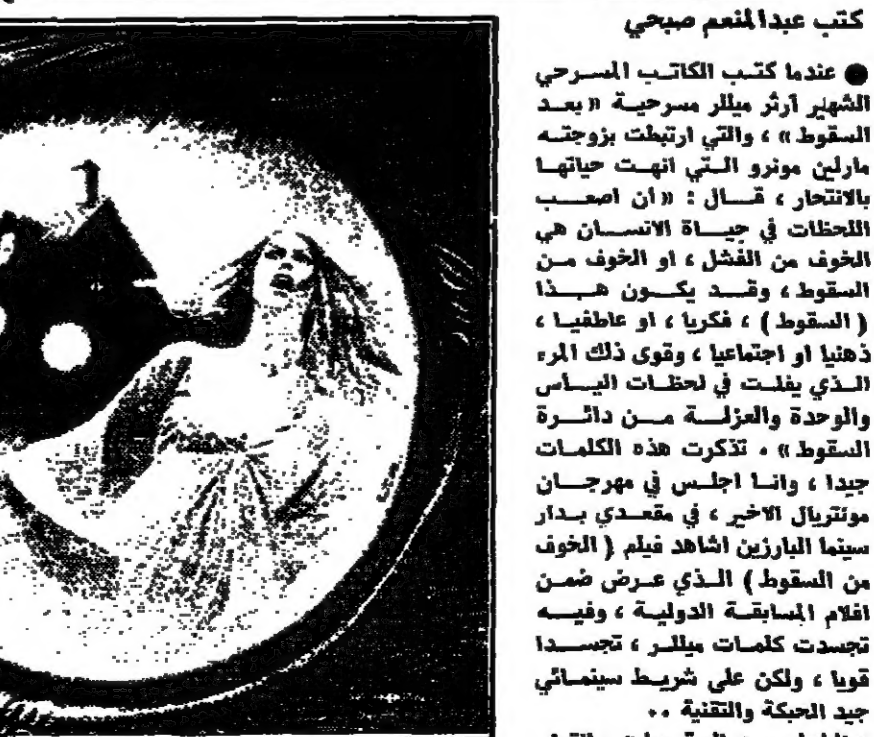 كتب عبدالمنعم صبحي
● عندما كتب الكاتب المسرحي
الشهير آرثر ميللر مسرحية « بعد
السقوط » ، والتي ارتبطت بزوجته
مارلين مونرو التي انهت حياتها
بالانتحار ، قال : « أن اصعب
اللحظات في حياة الانسان هي
الخوف من الفشل ، او الخوف من
السقوط ، وقد يكون هذا
( السقوط ) ، فكريا ، او عاطفيا ،
ذهنيا او اجتماعيا ، وقوى ذلك المرء
الذي يفلت في لحظات اليأس
والوحدة والعزلة من دائرة
السقوط » . تذكرت هذه الكلمات
جيدا ، وانا اجلس في مهرجان
مونتريال الاخير ، في مقعدي بدار
سينما البارزين اشاهد فيلم ( الخوف
من السقوط ) الذي عرض ضمن
افلام المسابقة الدولية ، وفيه
تجسدت كلمات ميللر ، تجسدا
قويا ، ولكن على شريط سينمائي
جيد الحبكة والتقنية ..